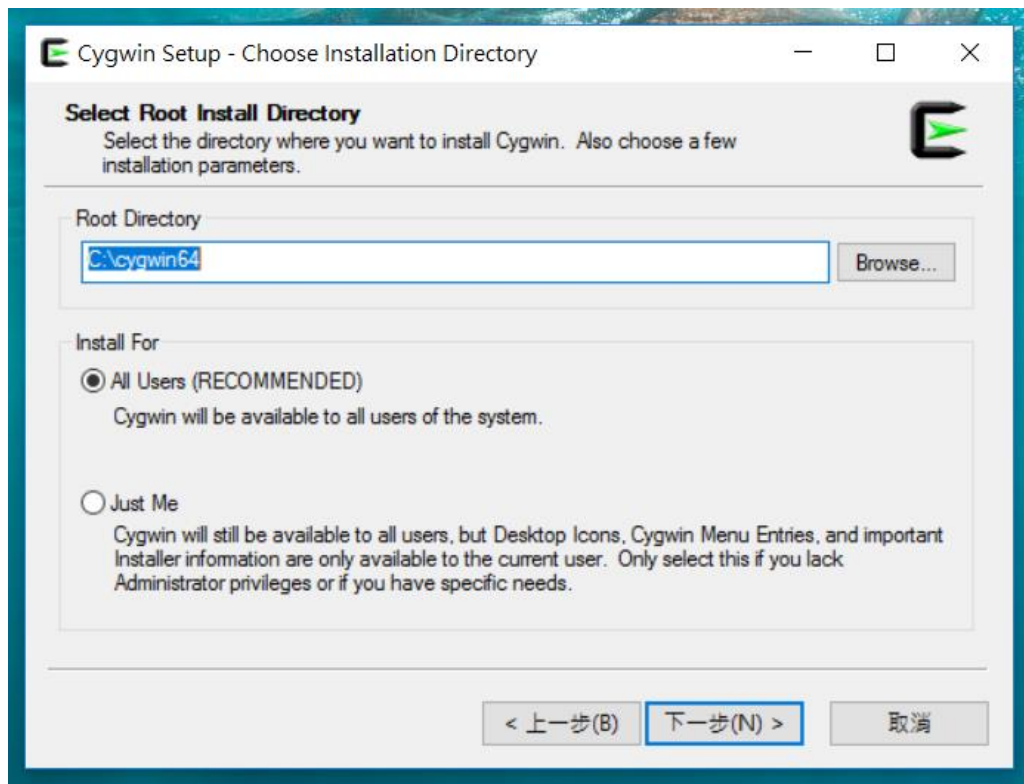 Cygwin Setup - Choose Installation Directory
Select Root Install Directory
Select the directory where you want to install Cygwin. Also choose a few
installation parameters.
Root Directory
C:\cygwin64
Browse...
Install For
All Users (RECOMMENDED)
Cygwin will be available to all users of the system.
Just Me
Cygwin will still be available to all users, but Desktop Icons, Cygwin Menu Entries, and important
Installer information are only available to the current user. Only select this if you lack
Administrator privileges or if you have specific needs.
< 上一步(B)
下一步(N) >
取消